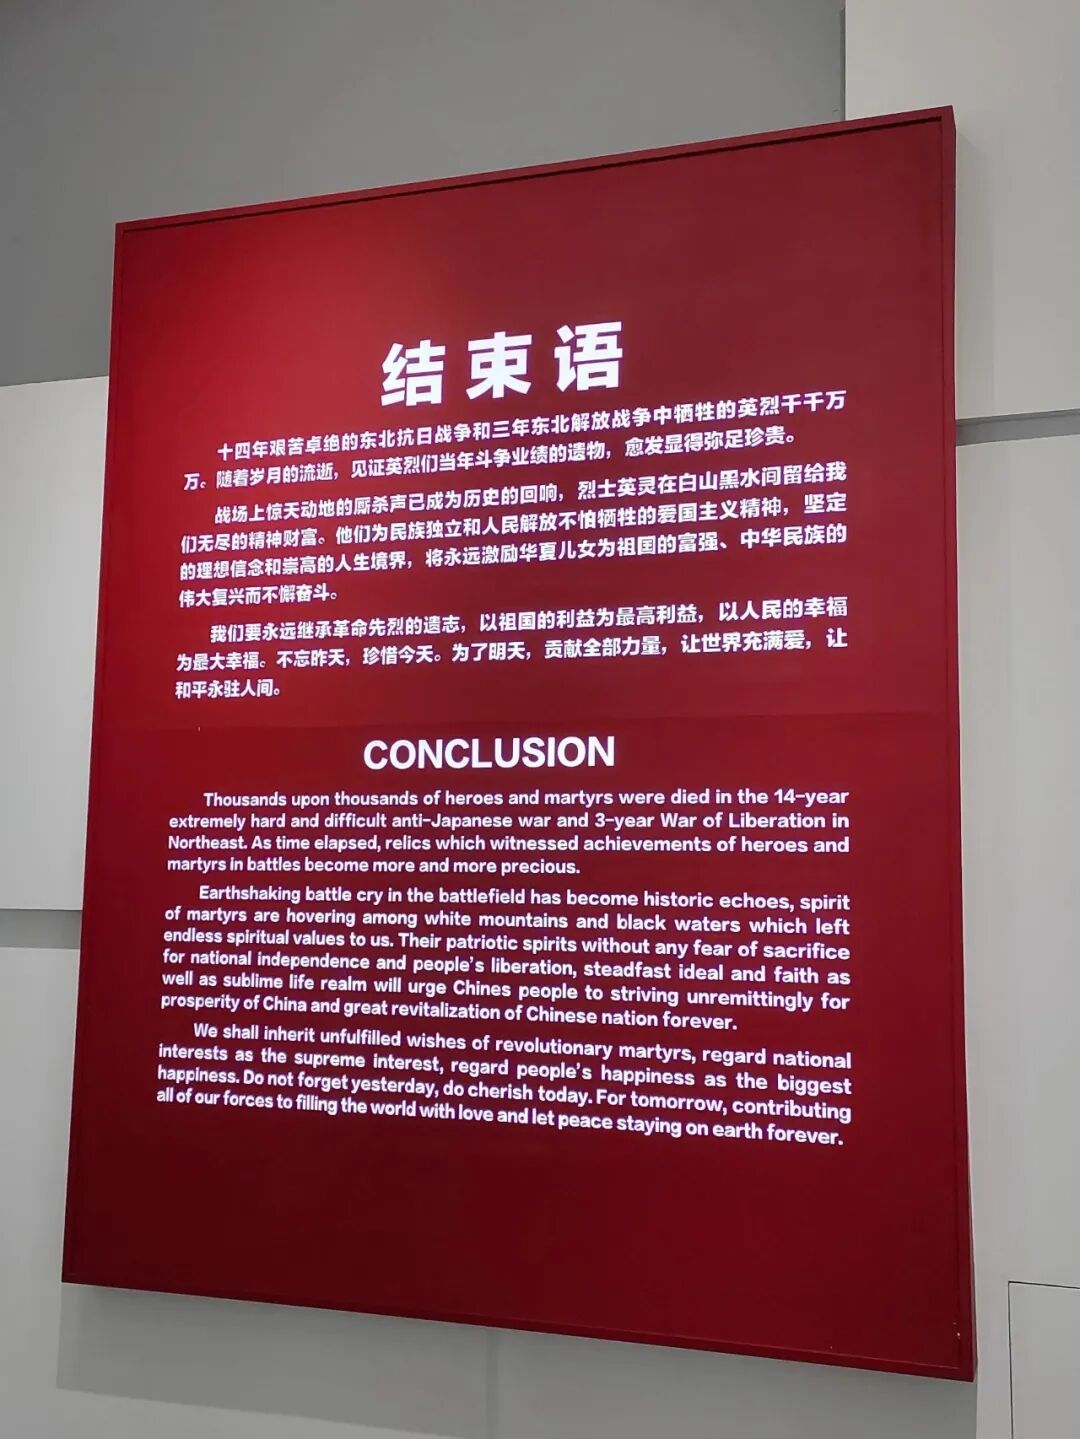 结束语
十四年艰苦卓绝的东北抗日战争和三年东北解放战争中牺牲的英烈千千万
万。随着岁月的流逝，见证英烈们当年斗争业绩的遗物，愈发显得弥足珍贵。
战场上惊天动地的厮杀声已成为历史的回响，烈士英灵在白山黑水间留给我
们无尽的精神财富。他们为民族独立和人民解放不怕牺牲的爱国主义精神，坚定
的理想信念和崇高的人生境界，将永远激励华夏儿女为祖国的富强、中华民族的
伟大复兴而不懈奋斗。
我们要永远继承革命先烈的遗志，以祖国的利益为最高利益，以人民的幸福
为最大幸福。不忘昨天，珍惜今天。为了明天，贡献全部力量，让世界充满爱，让
和平永驻人间。
CONCLUSION
Thousands upon thousands of heroes and martyrs were died in the 14-year
extremely hard and difficult anti-Japanese war and 3-year War of Liberation in
Northeast. As time elapsed, relics which witnessed achievements of heroes and
martyrs in battles become more and more precious.
Earthshaking battle cry in the battlefield has become historic echoes, spirit
of martyrs are hovering among white mountains and black waters which left
endless spiritual values to us. Their patriotic spirits without any fear of sacrifice
for national independence and people's liberation, steadfast ideal and faith as
well as sublime life realm will urge Chines people to striving unremittingly for
prosperity of China and great revitalization of Chinese nation forever.
We shall inherit unfulfilled wishes of revolutionary martyrs, regard national
interests as the supreme interest, regard people's happiness as the biggest
happiness. Do not forget yesterday, do cherish today. For tomorrow, contributing
all of our forces to filling the world with love and let peace staying on earth forever.